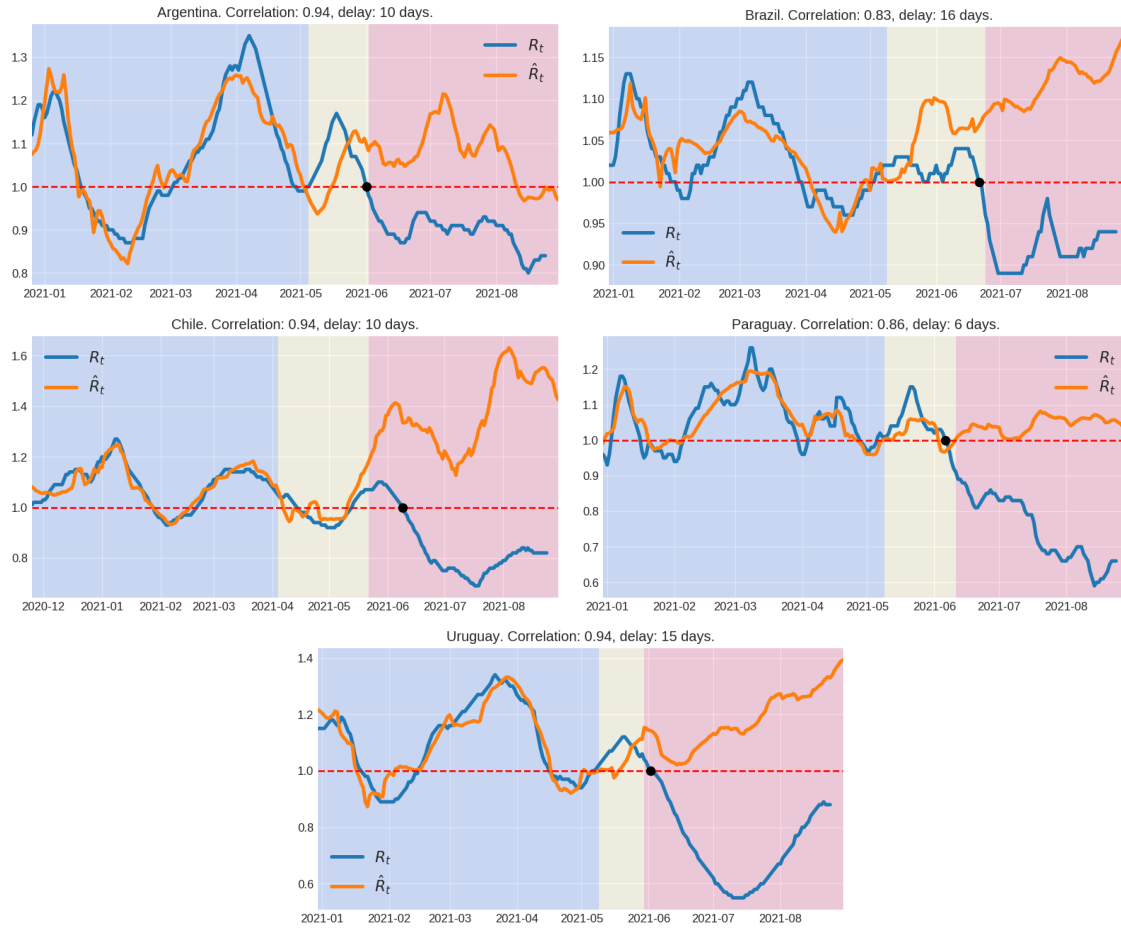 Argentina. Correlation: 0.94, delay: 10 days.
R_t
R̂_t
1.3
1.2
1.1
1.0
0.9
0.8
2021-01 2021-02 2021-03 2021-04 2021-05 2021-06 2021-07 2021-08
Brazil. Correlation: 0.83, delay: 16 days.
1.15
1.10
1.05
1.00
0.95
0.90
R_t
R̂_t
2021-01 2021-02 2021-03 2021-04 2021-05 2021-06 2021-07 2021-08
Chile. Correlation: 0.94, delay: 10 days.
R_t
R̂_t
1.6
1.4
1.2
1.0
0.8
2020-12 2021-01 2021-02 2021-03 2021-04 2021-05 2021-06 2021-07 2021-08
Paraguay. Correlation: 0.86, delay: 6 days.
R_t
R̂_t
1.2
1.1
1.0
0.9
0.8
0.7
0.6
2021-01 2021-02 2021-03 2021-04 2021-05 2021-06 2021-07 2021-08
Uruguay. Correlation: 0.94, delay: 15 days.
1.4
1.2
1.0
0.8
0.6
R_t
R̂_t
2021-01 2021-02 2021-03 2021-04 2021-05 2021-06 2021-07 2021-08